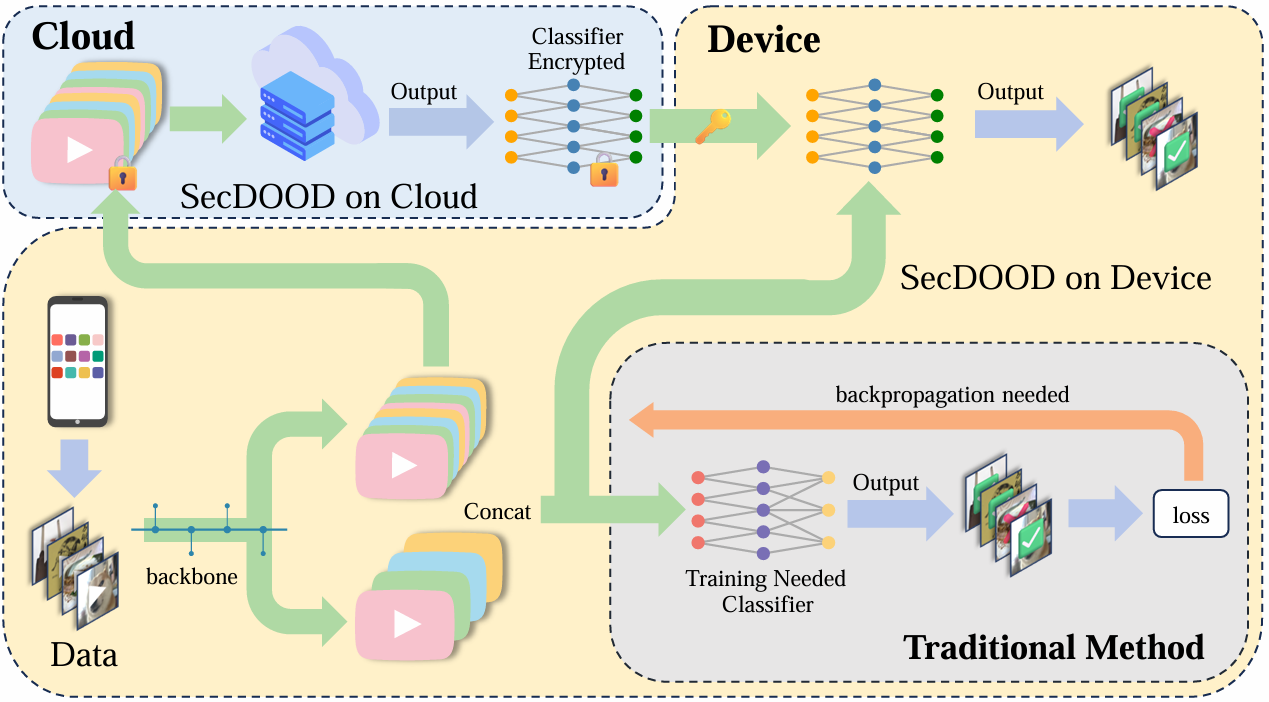 Cloud
Classifier
Encrypted
Output
SecDOOD on Cloud
Device
Output
SecDOOD on Device
backpropagation needed
Output
loss
Concat
Training Needed
Classifier
backbone
Data
Traditional Method